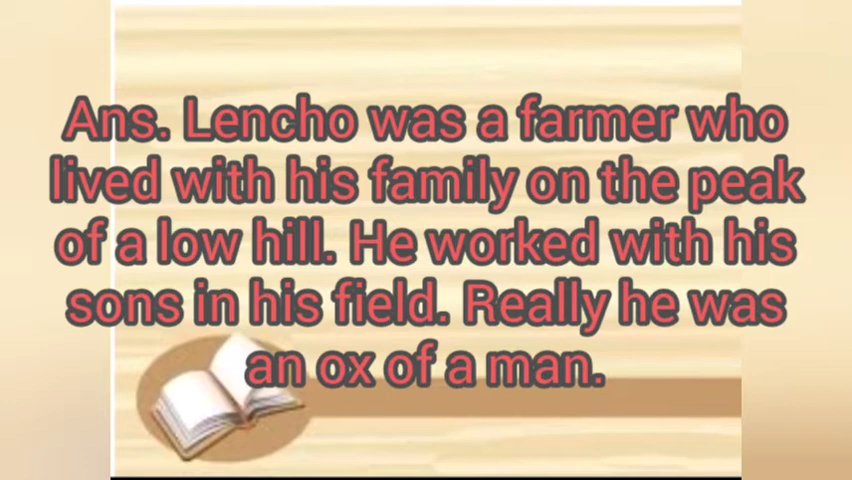 Ans. Lencho was a farmer who
lived with his family on the peak
of a low hill. He worked with his
sons in his field. Really he was
an ox of a man.